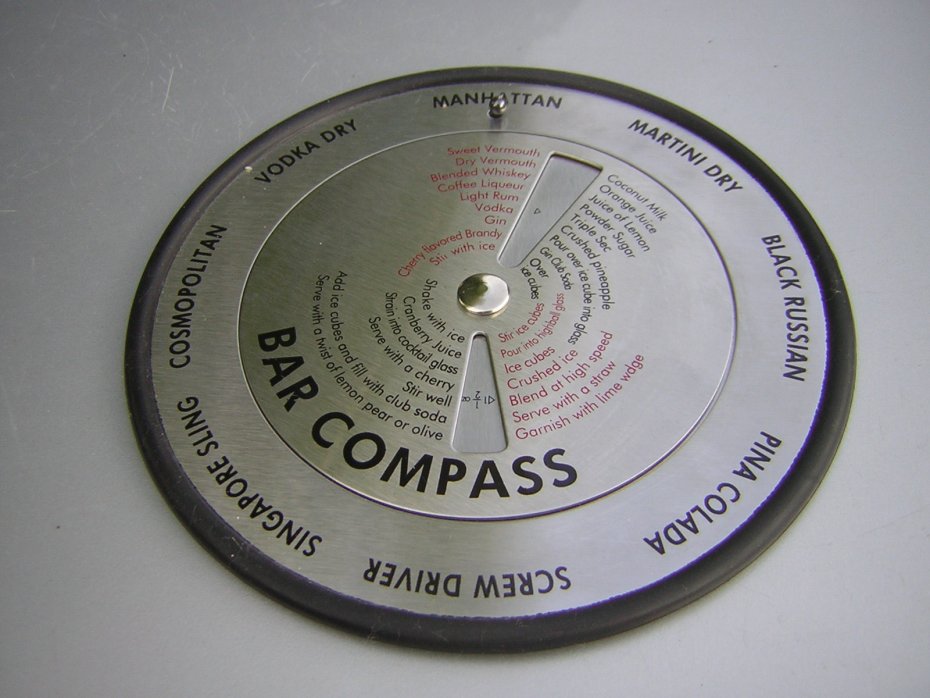 MANHATTAN
MARTINI DRY
BLACK RUSSIAN
PINA COLADA
SCREW DRIVER
SINGAPORE SLING
COSMOPOLITAN
VODKA DRY
Sweet Vermouth
Dry Vermouth
Blended Whiskey
Coffee Liqueur
Light Rum
Vodka
Gin
Cherry flavored Brandy
Stir with ice
Coconut Milk
Orange Juice
Juice of Lemon
Powder Sugar
Triple Sec
Crushed pineapple
Pour over ice cube into glass
Gin Club Soda
Over
ice cubes
Stir ice cubes
Pour into highball glass
Ice cubes
Crushed ice
Blend at high speed
Serve with a straw
Garnish with lime wdge
Shake with ice
Cranberry Juice
Strain into cocktail glass
Serve with a cherry
Stir well
Add ice cubes and fill with club soda
Serve with a twist of lemon pear or olive
1 1/2 oz
BAR COMPASS